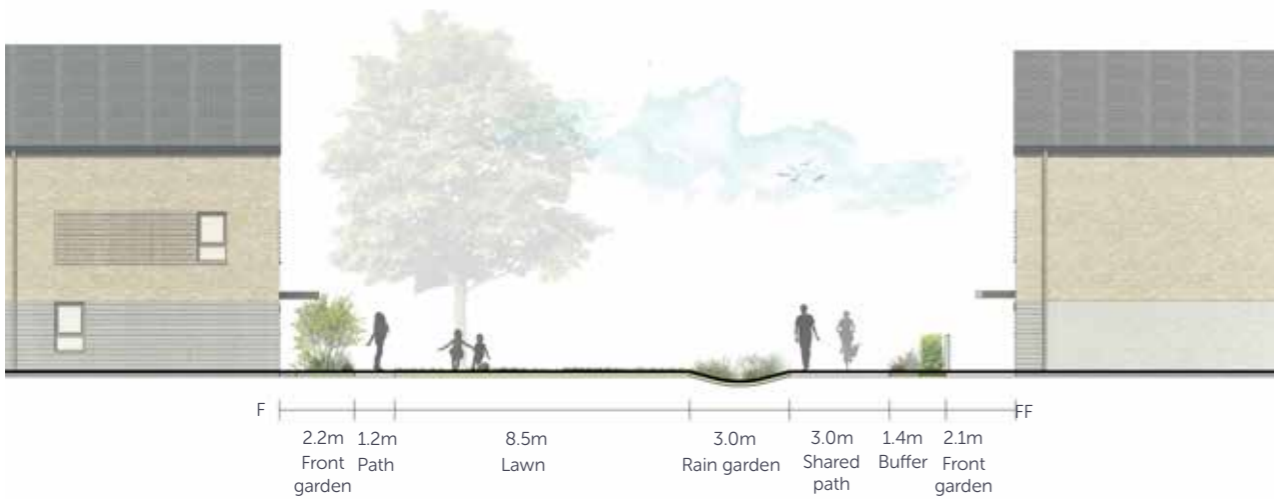 F
FF
2.2m
Front
garden
1.2m
Path
8.5m
Lawn
3.0m
Rain garden
3.0m
Shared
path
1.4m
Buffer
2.1m
Front
garden